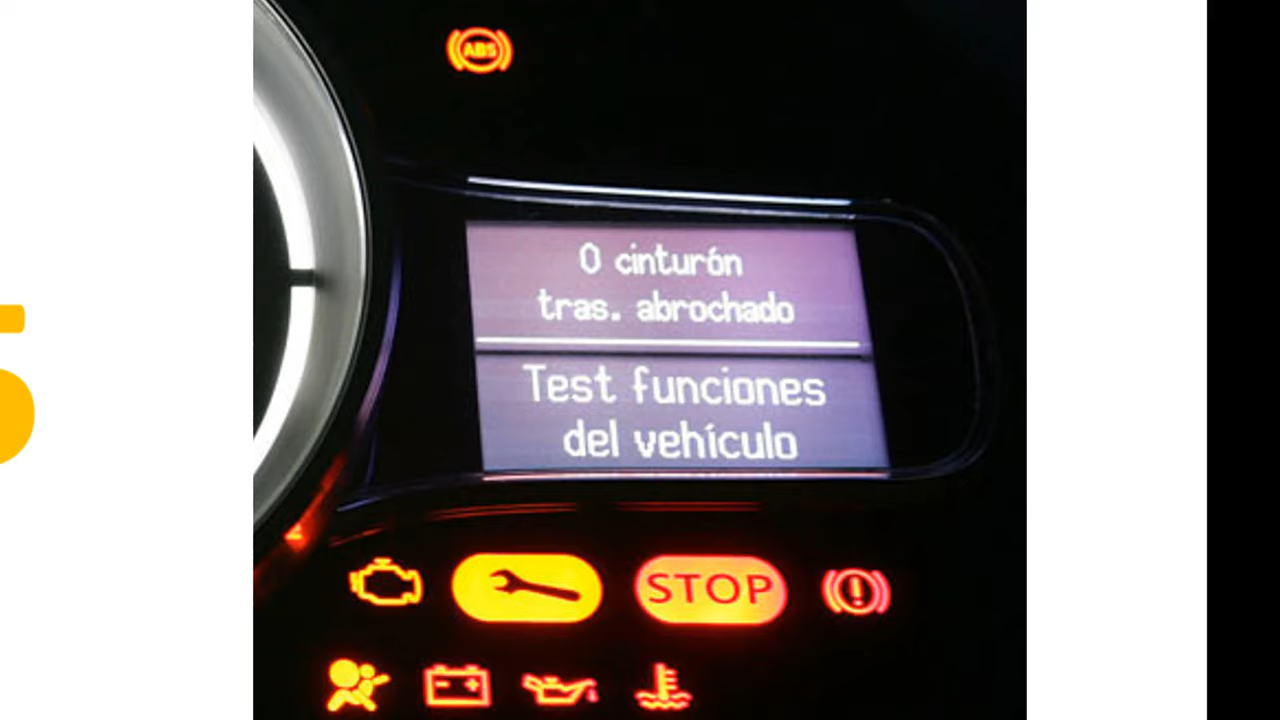 ABS
0 cinturón
tras. abrochado
Test funciones
del vehículo
STOP